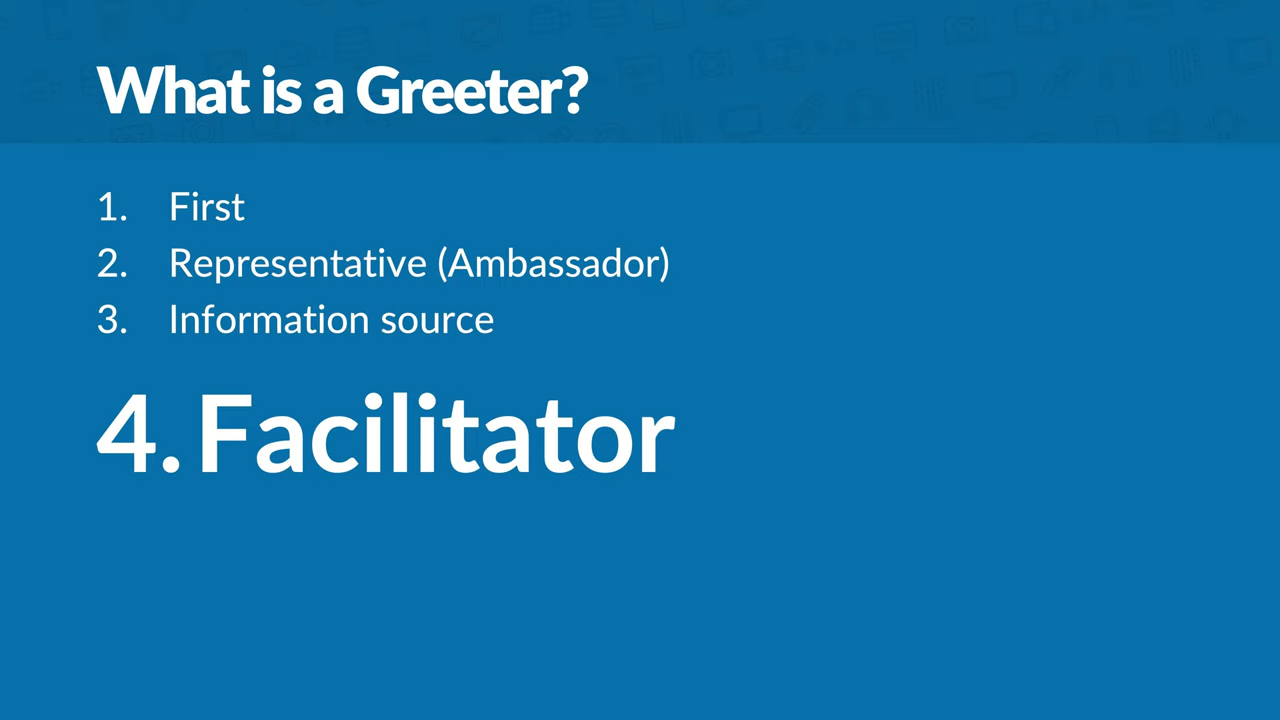 What is a Greeter?
1. First
2. Representative (Ambassador)
3. Information source
4. Facilitator